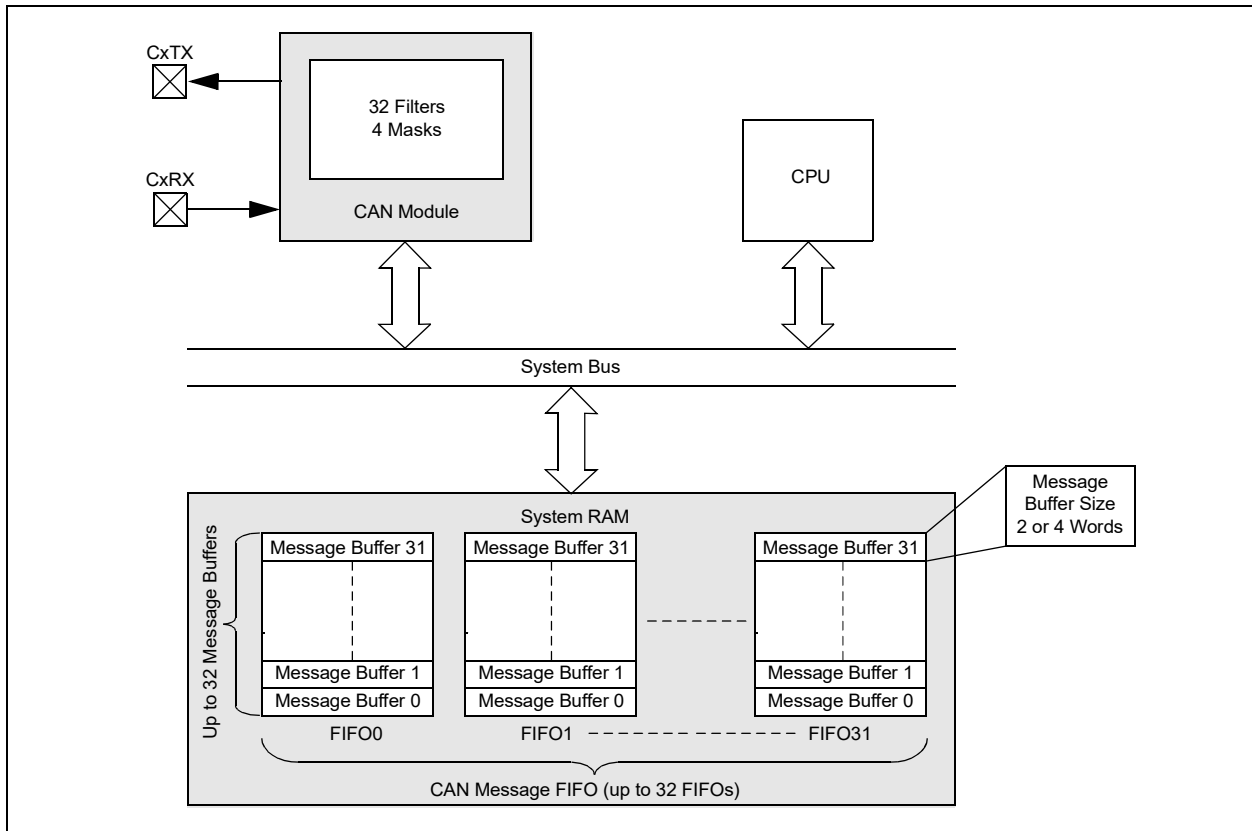 CxTX
32 Filters
4 Masks
CxRX
CAN Module
CPU
System Bus
System RAM
Message
Buffer Size
2 or 4 Words
Up to 32 Message Buffers
Message Buffer 31
Message Buffer 1
Message Buffer 0
FIFO0
Message Buffer 31
Message Buffer 1
Message Buffer 0
FIFO1
Message Buffer 31
Message Buffer 1
Message Buffer 0
FIFO31
CAN Message FIFO (up to 32 FIFOs)